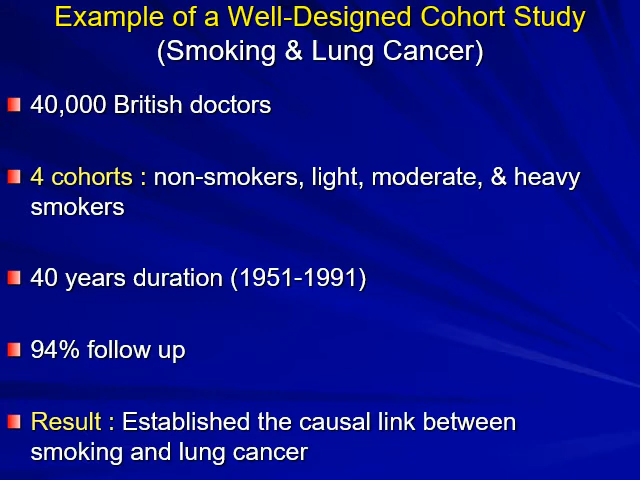 Example of a Well-Designed Cohort Study
(Smoking & Lung Cancer)
40,000 British doctors
4 cohorts : non-smokers, light, moderate, & heavy
smokers
40 years duration (1951-1991)
94% follow up
Result : Established the causal link between
smoking and lung cancer